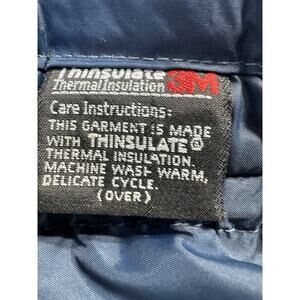 Thinsulate 3M
Thermal Insulation
Care Instructions:
THIS GARMENT IS MADE
WITH THINSULATE®
THERMAL INSULATION.
MACHINE WASH WARM,
DELICATE CYCLE.
(OVER)